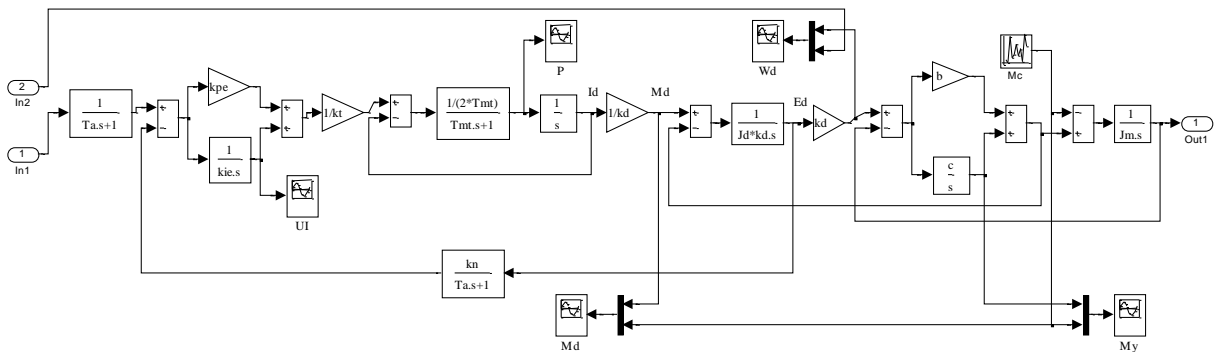 2
In2
1
In1
1
Ta.s+1
+
−
kpe
1
kie.s
UI
+
+
1/kt
+
−
1/(2*Tmt)
Tmt.s+1
P
1
s
Id
1/kd
Md
+
−
1
Jd*kd.s
Ed
kd
Wd
+
−
b
c
s
+
+
Mc
+
−
1
Jm.s
1
Out1
kn
Ta.s+1
Md
My